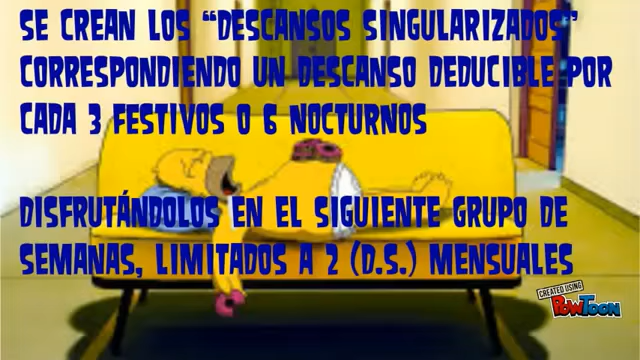 SE CREAN LOS “DESCANSOS SINGULARIZADOS”
CORRESPONDIENDO UN DESCANSO DEDUCIBLE POR
CADA 3 FESTIVOS O 6 NOCTURNOS
DISFRUTÁNDOLOS EN EL SIGUIENTE GRUPO DE
SEMANAS, LIMITADOS A 2 (D.S.) MENSUALES
CREATED USING
POWTOON